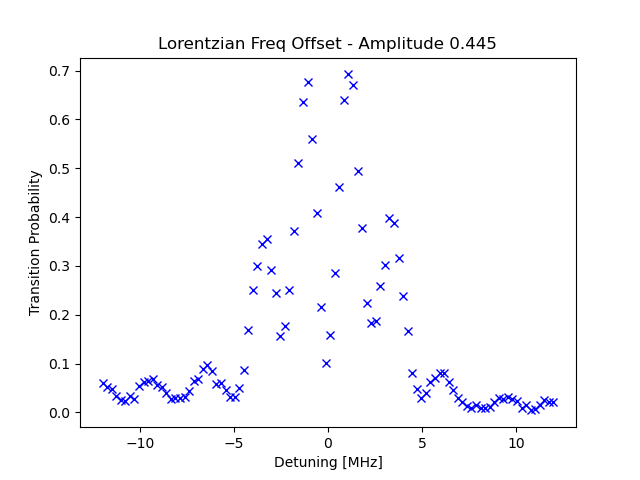 Lorentzian Freq Offset - Amplitude 0.445
Transition Probability
0.7
0.6
0.5
0.4
0.3
0.2
0.1
0.0
−10 −5 0 5 10
Detuning [MHz]